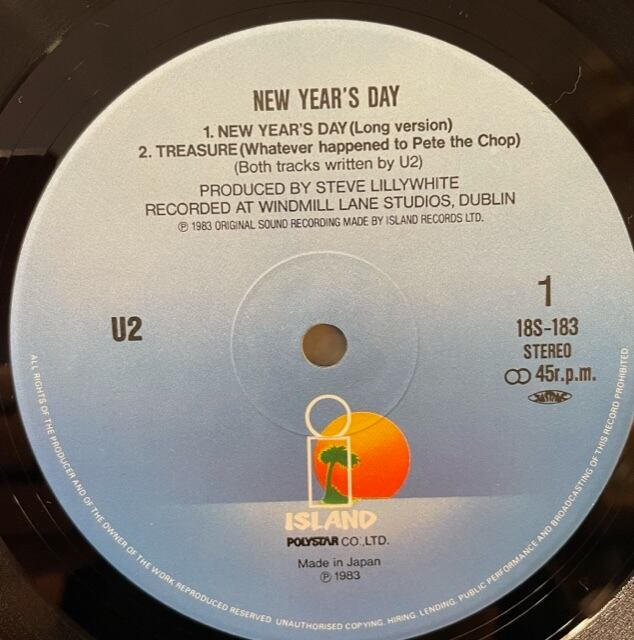 NEW YEAR'S DAY
1. NEW YEAR'S DAY(Long version)
2. TREASURE(Whatever happened to Pete the Chop)
(Both tracks written by U2)
PRODUCED BY STEVE LILLYWHITE
RECORDED AT WINDMILL LANE STUDIOS, DUBLIN
℗ 1983 ORIGINAL SOUND RECORDING MADE BY ISLAND RECORDS LTD.
U2
1
18S-183
STEREO
45r.p.m.
JASRAC
i
ISLAND
POLYSTAR CO.,LTD.
Made in Japan
℗ 1983
ALL RIGHTS OF THE PRODUCER AND OF THE OWNER OF THE WORK REPRODUCED RESERVED UNAUTHORISED COPYING, HIRING, LENDING, PUBLIC PERFORMANCE AND BROADCASTING OF THIS RECORD PROHIBITED.